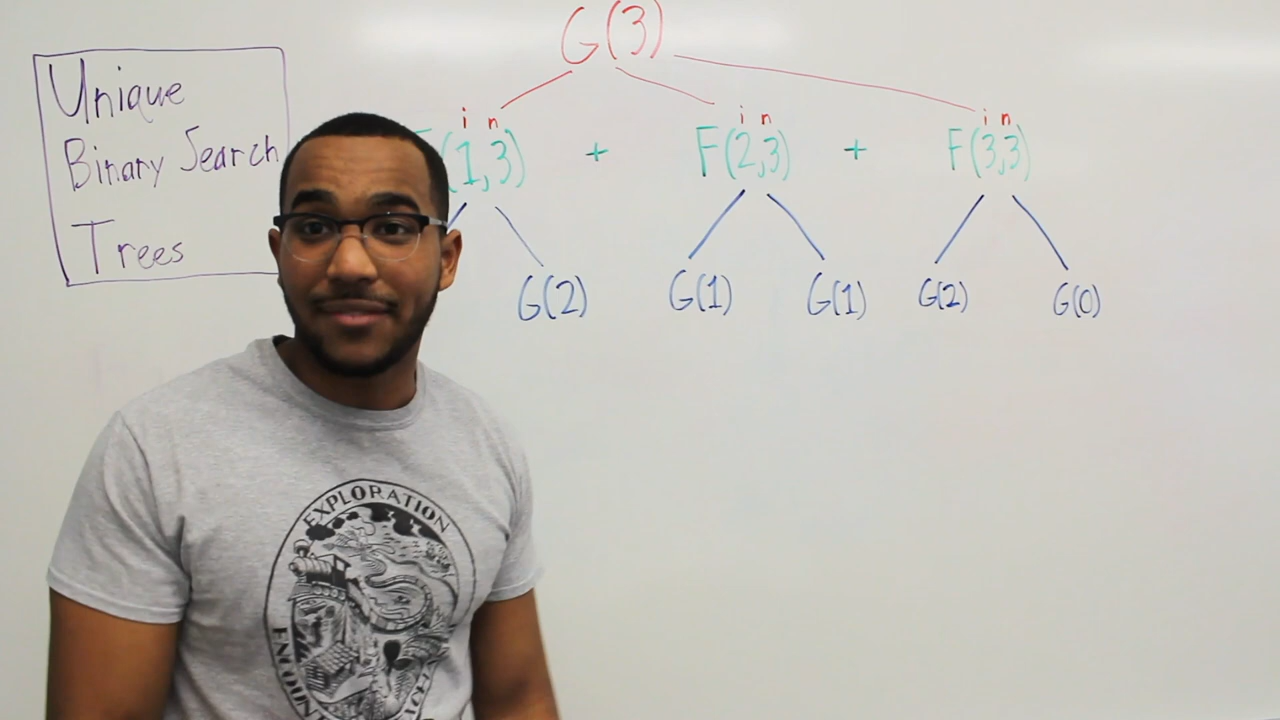 G(3)
Unique
Binary Search
Trees
i n
i n
i n
(1,3) + F(2,3) + F(3,3)
G(2) G(1) G(1) G(2) G(0)
EXPLORATION